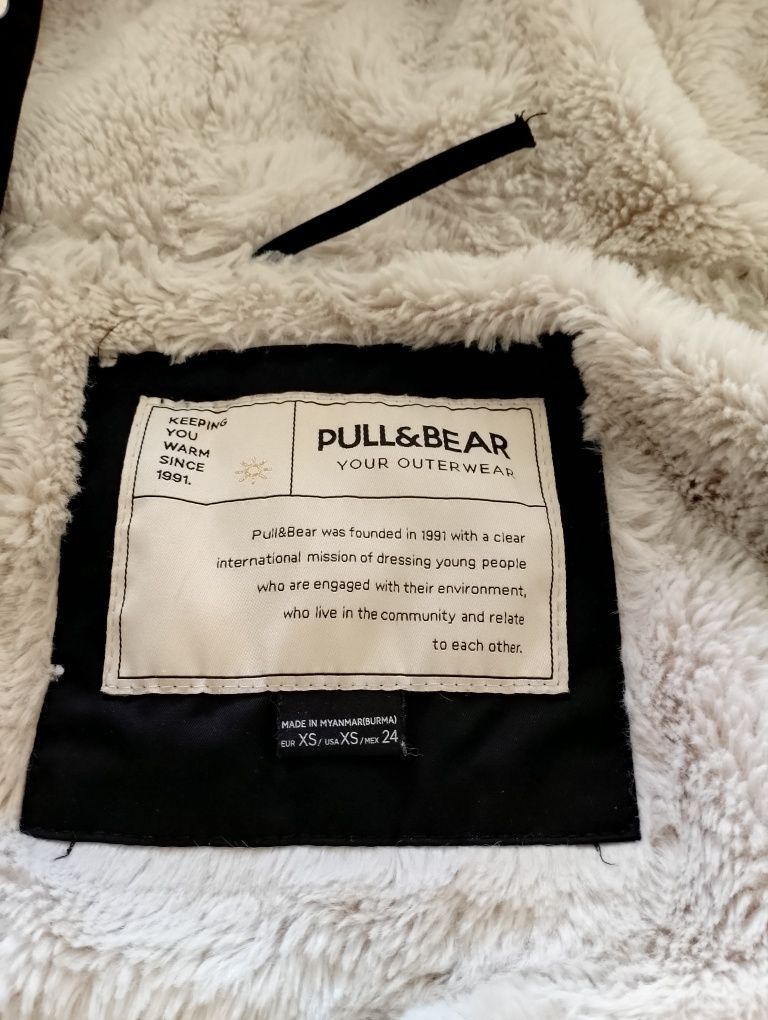 KEEPING
YOU
WARM
SINCE
1991.
PULL&BEAR
YOUR OUTERWEAR
Pull&Bear was founded in 1991 with a clear
international mission of dressing young people
who are engaged with their environment,
who live in the community and relate
to each other.
MADE IN MYANMAR(BURMA)
EUR XS/ USA XS/MEX 24